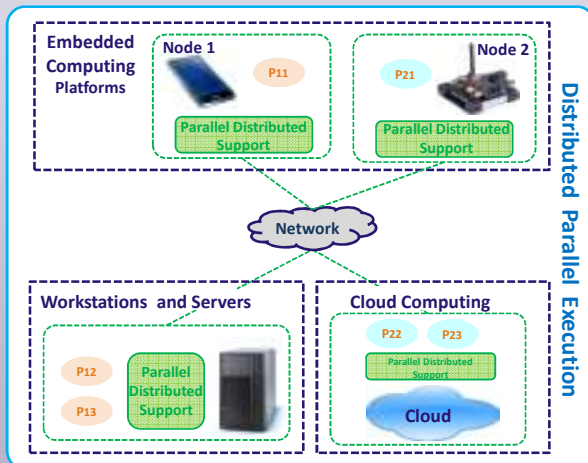 Embedded
Computing
Platforms
Node 1
P11
Parallel Distributed
Support
Node 2
P21
Parallel Distributed
Support
Network
Workstations and Servers
P12
P13
Parallel
Distributed
Support
Cloud Computing
P22
P23
Parallel Distributed
Support
Cloud
Distributed Parallel Execution